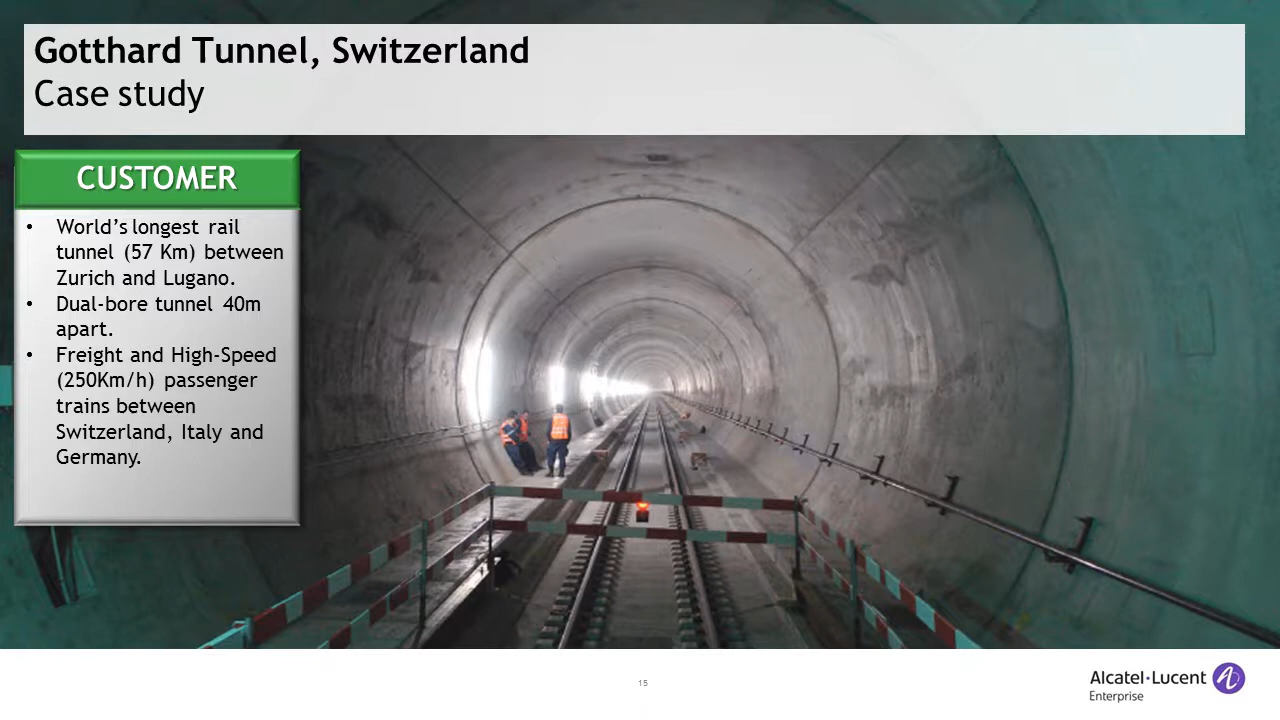 Gotthard Tunnel, Switzerland
Case study
CUSTOMER
• World's longest rail
tunnel (57 Km) between
Zurich and Lugano.
• Dual-bore tunnel 40m
apart.
• Freight and High-Speed
(250Km/h) passenger
trains between
Switzerland, Italy and
Germany.
15
Alcatel·Lucent
Enterprise